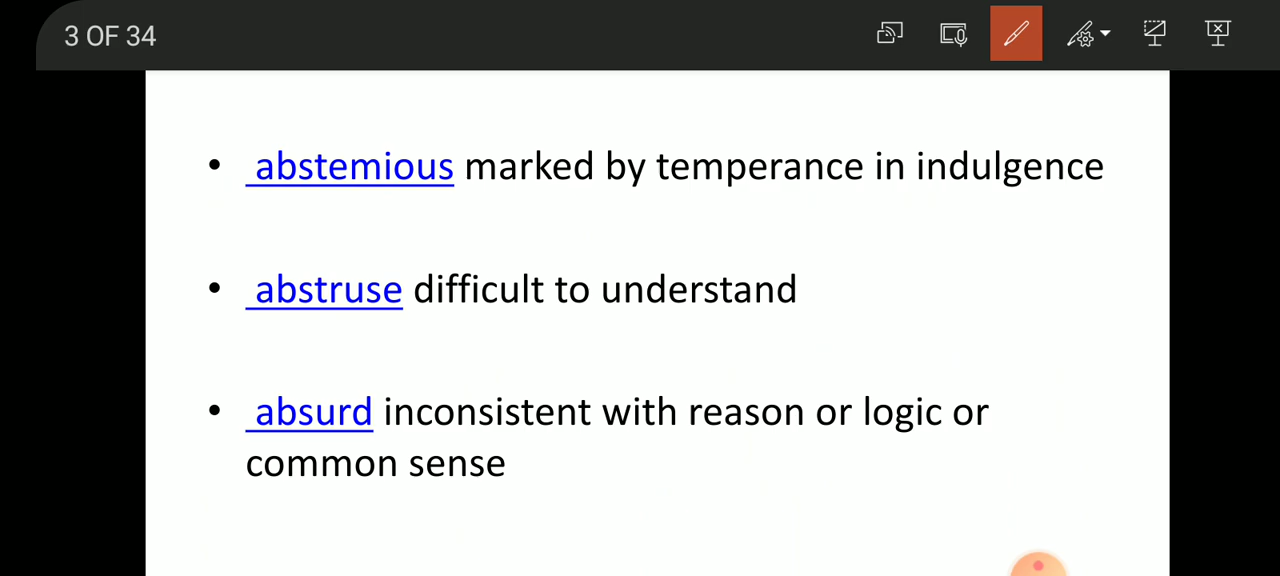 3 OF 34
• abstemious marked by temperance in indulgence
• abstruse difficult to understand
• absurd inconsistent with reason or logic or
common sense